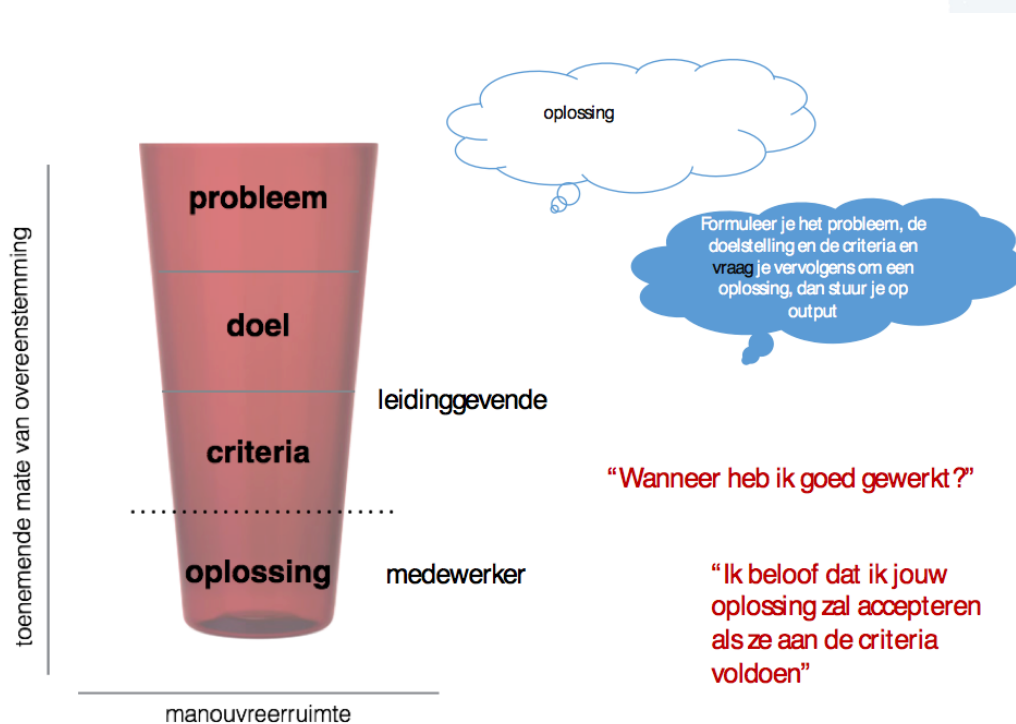 oplossing
probleem
Formuleer je het probleem, de
doelstelling en de criteria en
vraag je vervolgens om een
oplossing, dan stuur je op
output
doel
leidinggevende
criteria
“Wanneer heb ik goed gewerkt?”
oplossing
medewerker
“Ik beloof dat ik jouw
oplossing zal accepteren
als ze aan de criteria
voldoen”
toenemende mate van overeenstemming
manouvreerruimte